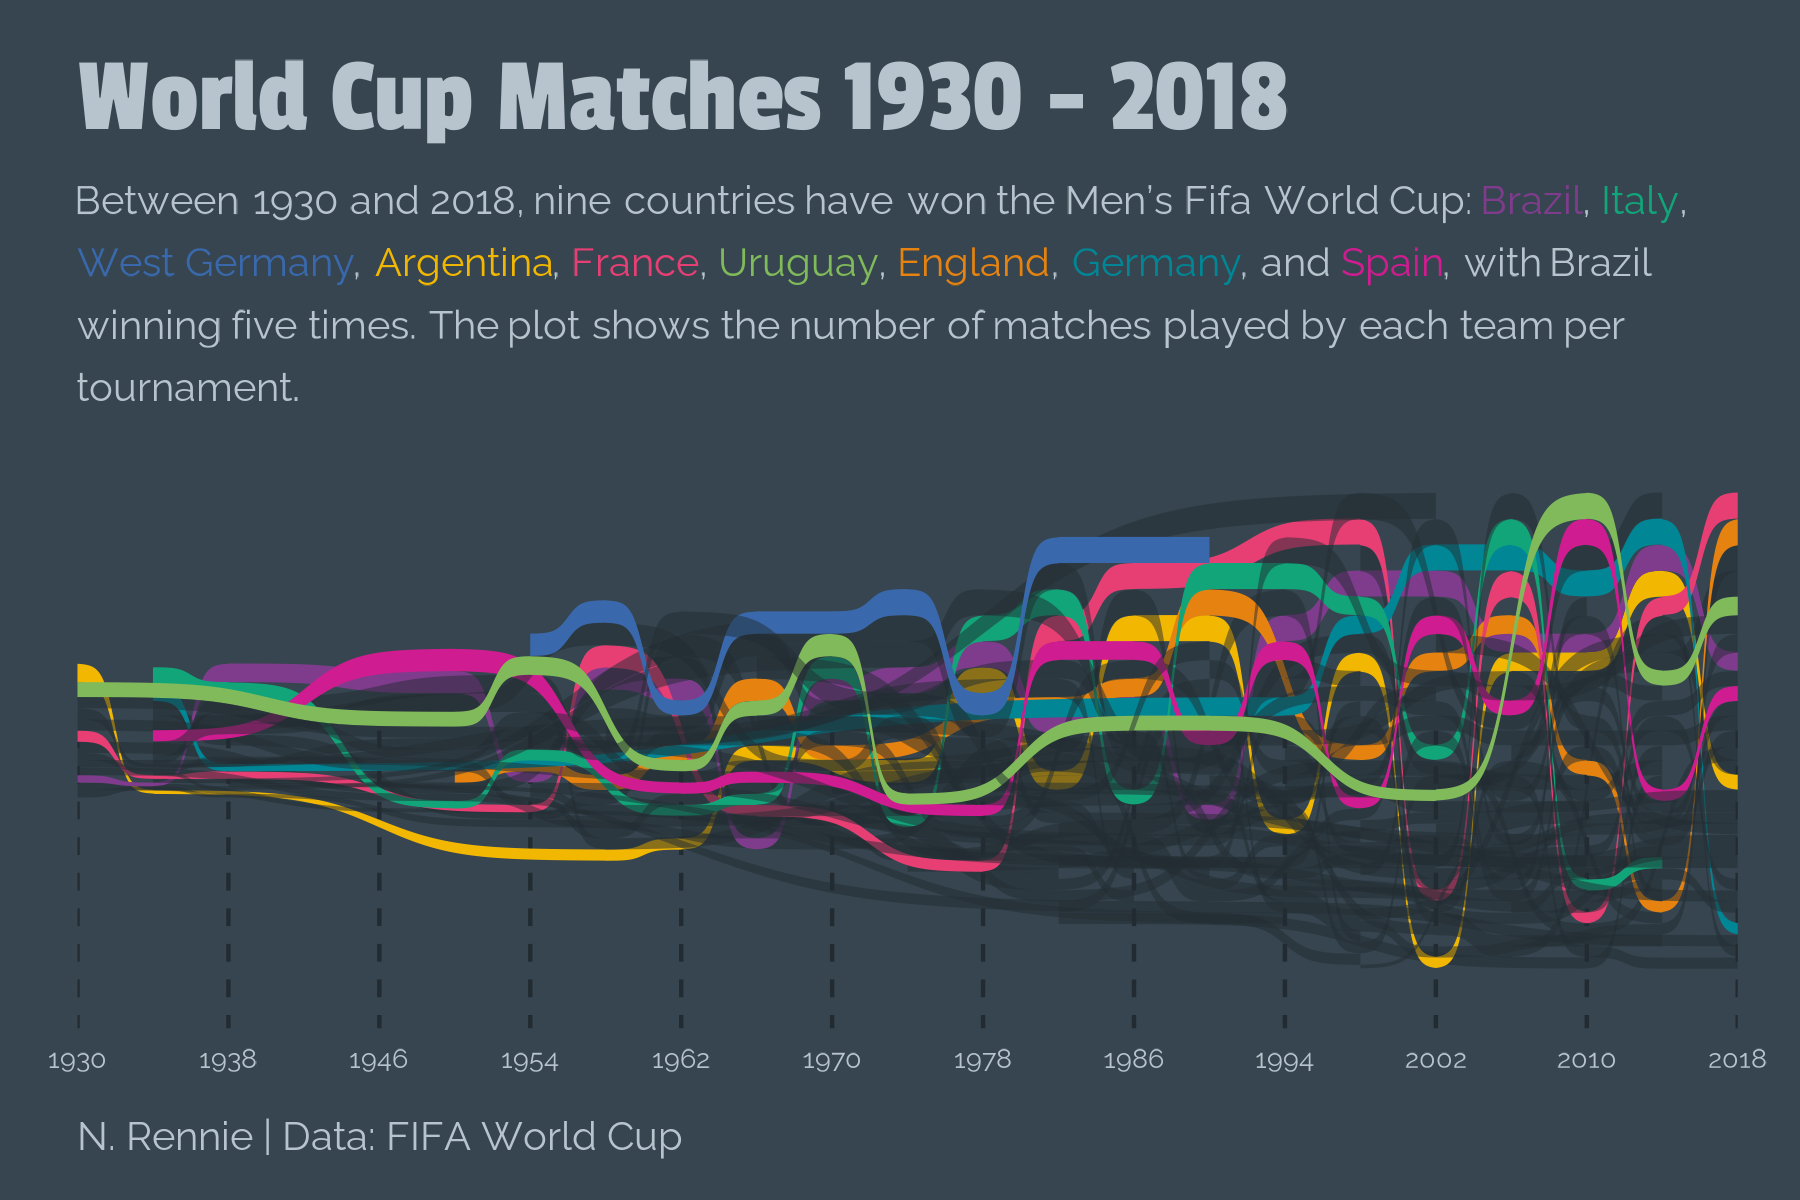 World Cup Matches 1930 - 2018
Between 1930 and 2018, nine countries have won the Men's Fifa World Cup: Brazil, Italy,
West Germany, Argentina, France, Uruguay, England, Germany, and Spain, with Brazil
winning five times. The plot shows the number of matches played by each team per
tournament.
1930 1938 1946 1954 1962 1970 1978 1986 1994 2002 2010 2018
N. Rennie | Data: FIFA World Cup